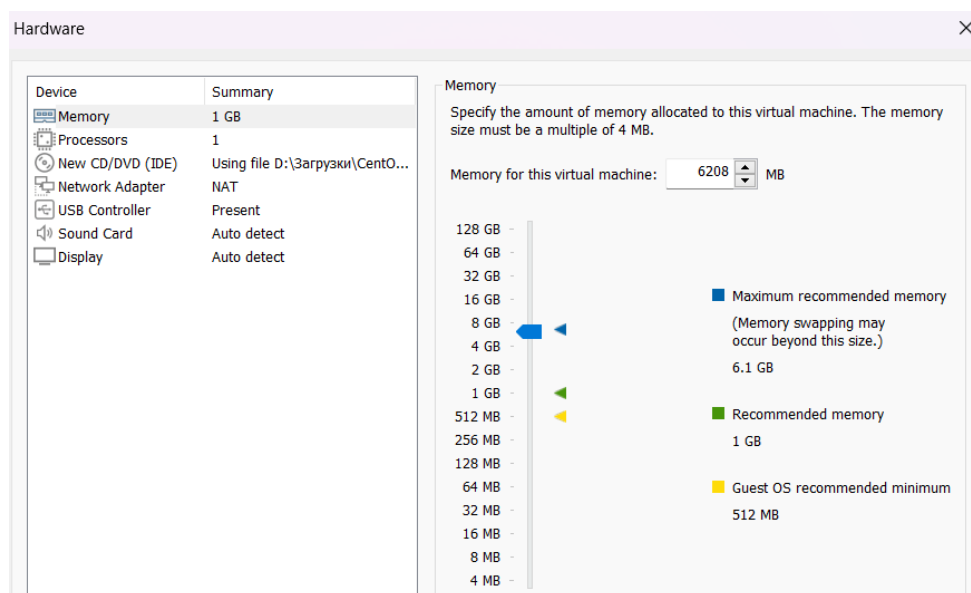 Hardware
Device Summary
Memory 1 GB
Processors 1
New CD/DVD (IDE) Using file D:\Загрузки\CentO...
Network Adapter NAT
USB Controller Present
Sound Card Auto detect
Display Auto detect
Memory
Specify the amount of memory allocated to this virtual machine. The memory
size must be a multiple of 4 MB.
Memory for this virtual machine: 6208 MB
128 GB
64 GB
32 GB
16 GB
8 GB
4 GB
2 GB
1 GB
512 MB
256 MB
128 MB
64 MB
32 MB
16 MB
8 MB
4 MB
Maximum recommended memory
(Memory swapping may
occur beyond this size.)
6.1 GB
Recommended memory
1 GB
Guest OS recommended minimum
512 MB